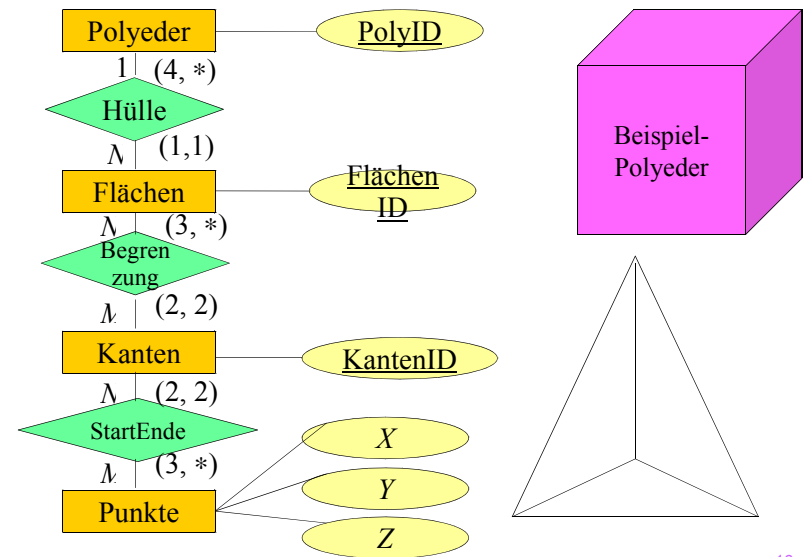 Polyeder
PolyID
1 (4, *)
Hülle
N (1,1)
Flächen
Flächen
ID
N (3, *)
Begren
zung
M (2, 2)
Kanten
KantenID
N (2, 2)
StartEnde
M (3, *)
Punkte
X
Y
Z
Beispiel-
Polyeder